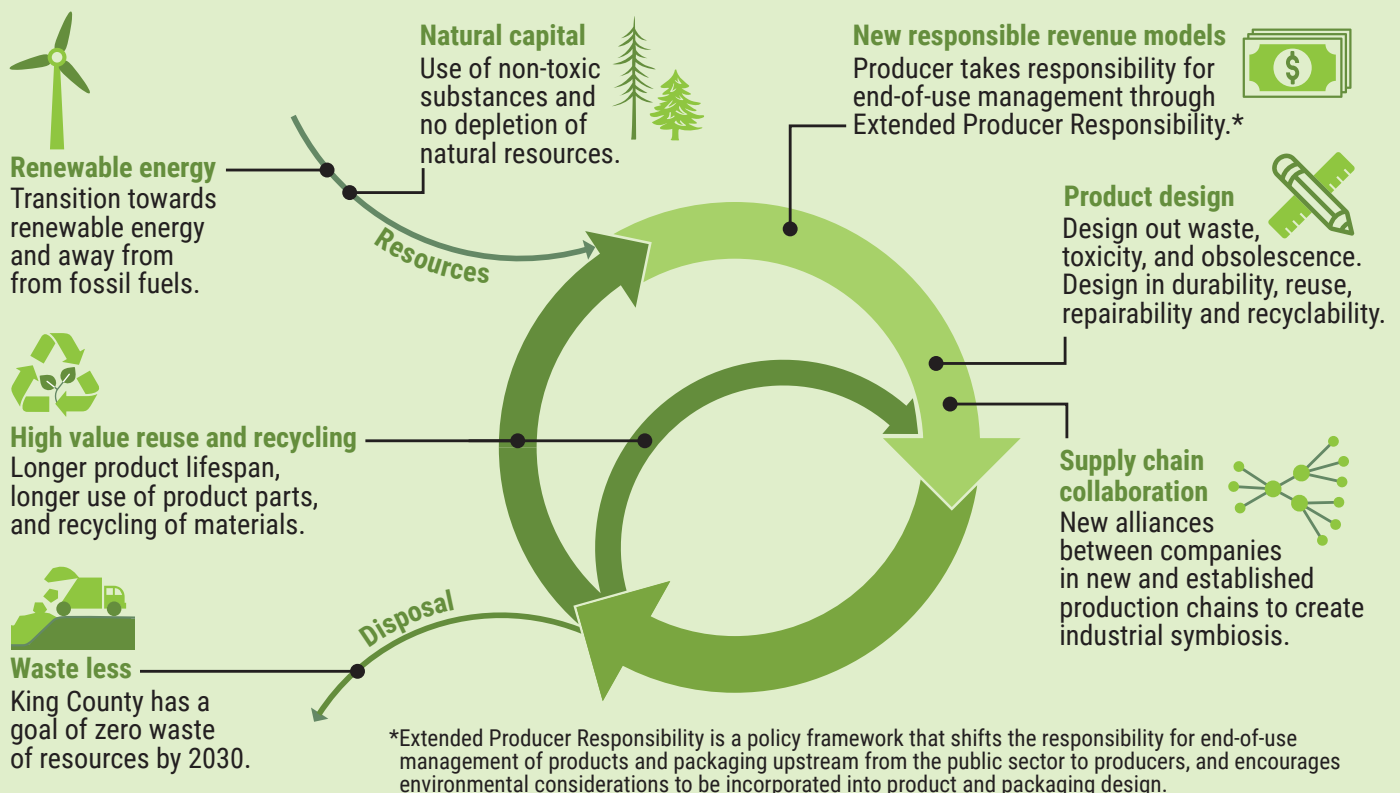 Natural capital
Use of non-toxic
substances and
no depletion of
natural resources.
New responsible revenue models
Producer takes responsibility for
end-of-use management through
Extended Producer Responsibility.*
$
Renewable energy
Transition towards
renewable energy
and away from
from fossil fuels.
Resources
Product design
Design out waste,
toxicity, and obsolescence.
Design in durability, reuse,
repairability and recyclability.
High value reuse and recycling
Longer product lifespan,
longer use of product parts,
and recycling of materials.
Supply chain
collaboration
New alliances
between companies
in new and established
production chains to create
industrial symbiosis.
Disposal
Waste less
King County has a
goal of zero waste
of resources by 2030.
*Extended Producer Responsibility is a policy framework that shifts the responsibility for end-of-use
management of products and packaging upstream from the public sector to producers, and encourages
environmental considerations to be incorporated into product and packaging design.